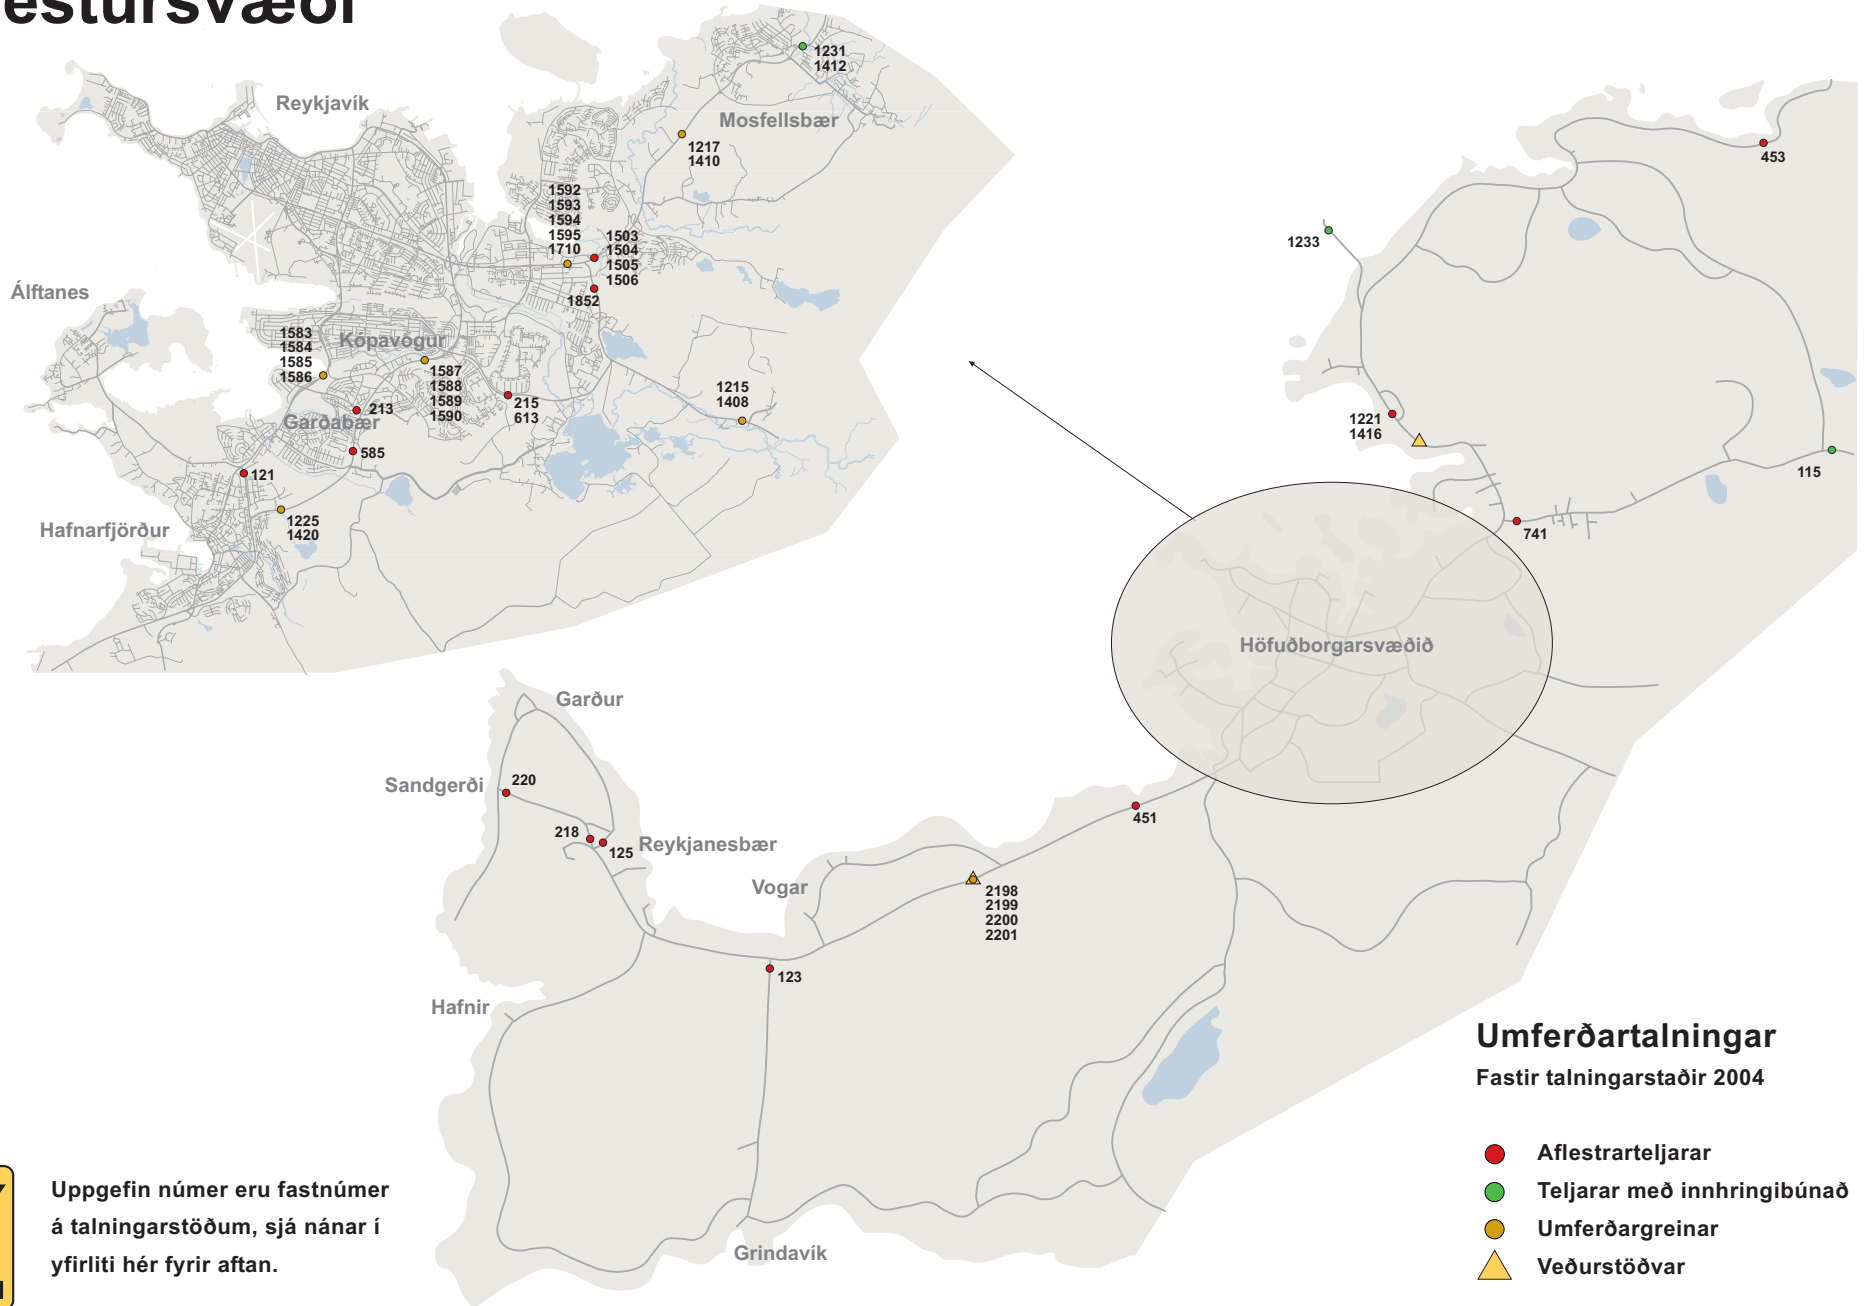 Reykjavík
1231
1412
Mosfellsbær
1217
1410
453
1592
1593
1594
1595
1710
1503
1504
1505
1506
1852
1233
Álftanes
1583
1584
1585
1586
Kópavogur
1587
1588
1589
1590
213
Garðabær
215
613
1215
1408
585
121
1225
1420
Hafnarfjörður
1221
1416
115
741
Höfuðborgarsvæðið
Garður
Sandgerði
220
218
125
Reykjanesbær
Vogar
451
2198
2199
2200
2201
123
Hafnir
Grindavík
Umferðartalningar
Fastir talningarstaðir 2004
Aflestrarteljarar
Teljarar með innhringibúnað
Umferðargreinar
Veðurstöðvar
Uppgefin númer eru fastnúmer
á talningarstöðum, sjá nánar í
yfirliti hér fyrir aftan.